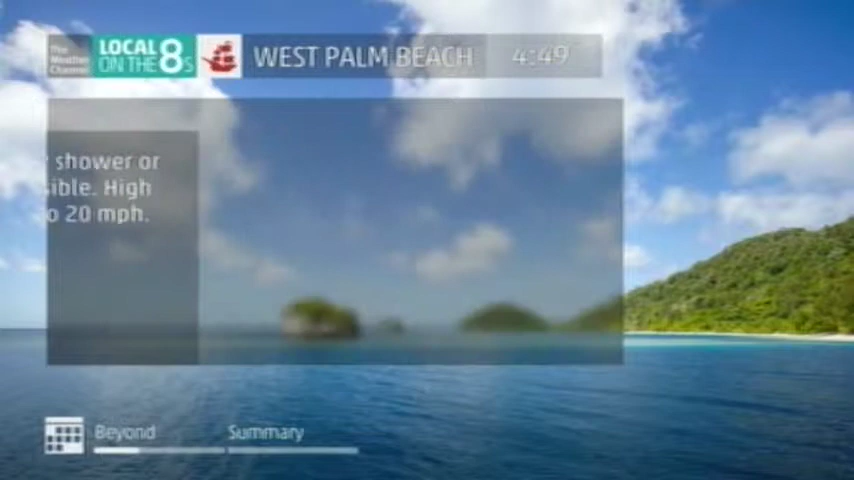 The Weather Channel
LOCAL ON THE 8s
WEST PALM BEACH
4:49
shower or
ible. High
o 20 mph.
Beyond
Summary